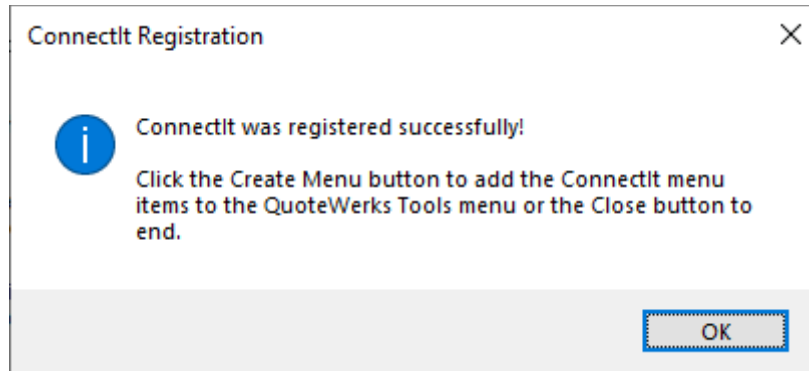 ConnectIt Registration
ConnectIt was registered successfully!
Click the Create Menu button to add the ConnectIt menu
items to the QuoteWerks Tools menu or the Close button to
end.
OK